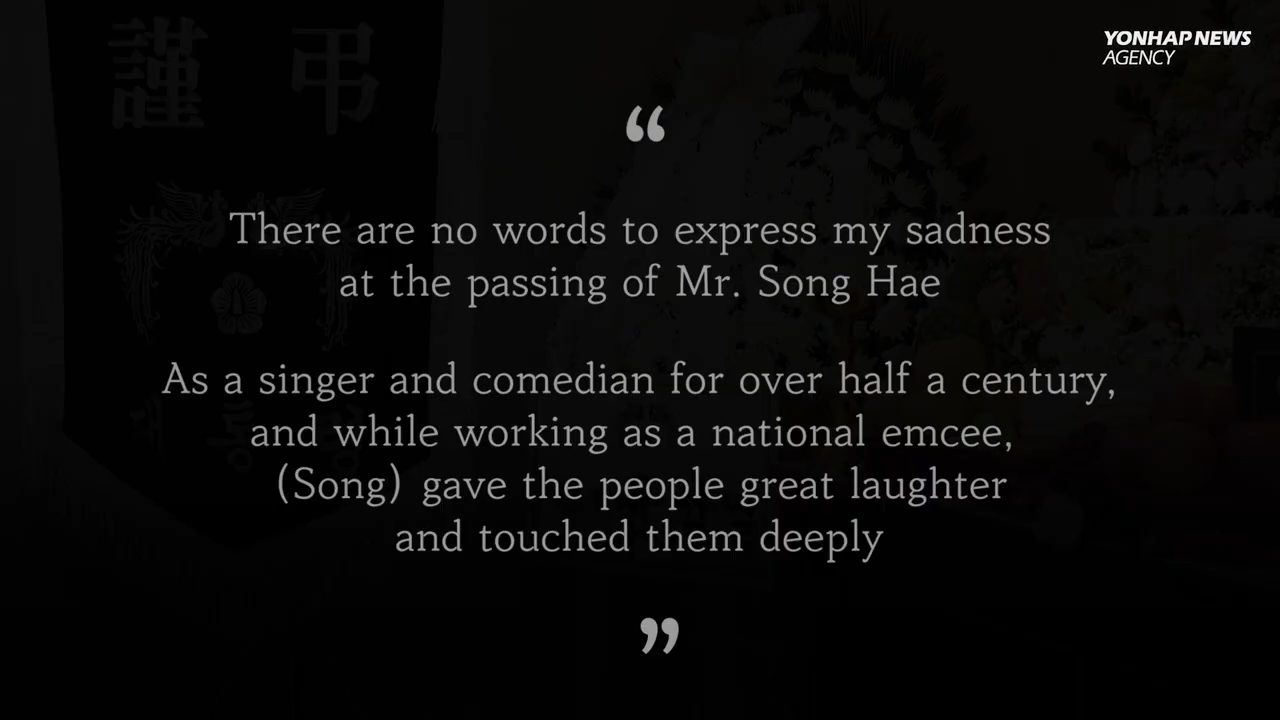 謹 弔
YONHAP NEWS
AGENCY
“
There are no words to express my sadness
at the passing of Mr. Song Hae
As a singer and comedian for over half a century,
and while working as a national emcee,
(Song) gave the people great laughter
and touched them deeply
”